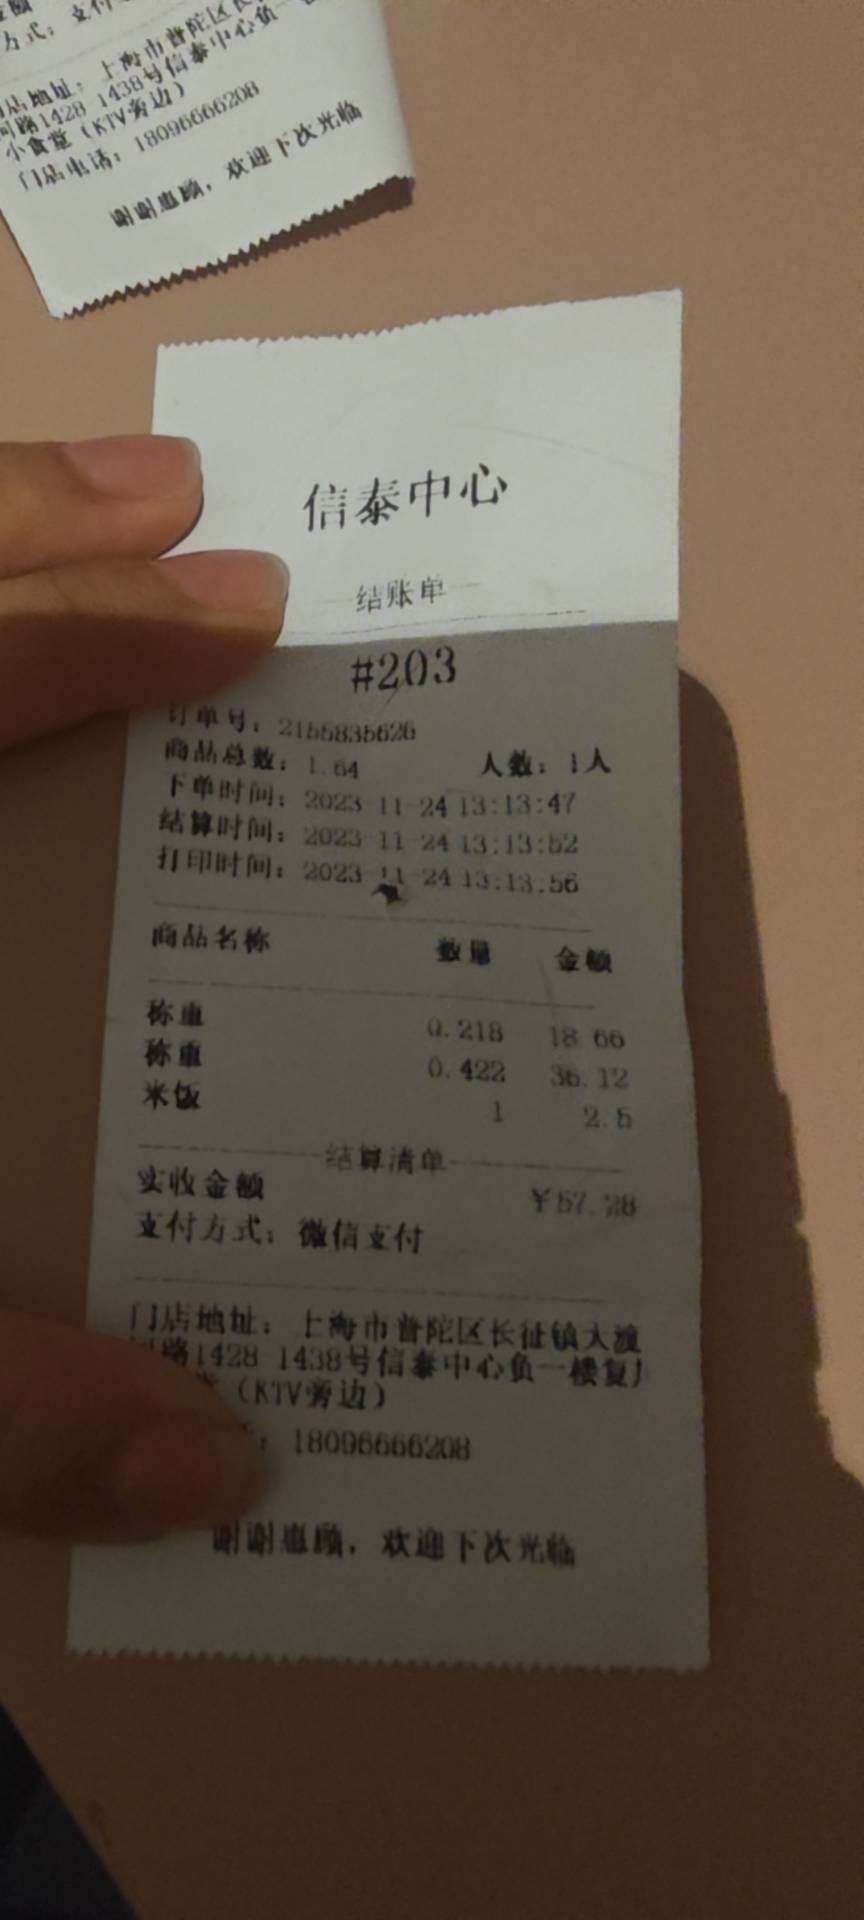 方式：支付
门店地址：上海市普陀区长
河路1428-1438号信泰中心负一
小食堂（KTV旁边）
门店电话：18096666208
谢谢惠顾，欢迎下次光临
信泰中心
结账单
#203
订单号：2155835626
商品总数：1.64 人数：1人
下单时间：2023-11-24 13:13:47
结算时间：2023-11-24 13:13:52
打印时间：2023-11-24 13:13:56
商品名称 数量 金额
称重 0.218 18.66
称重 0.422 36.12
米饭 1 2.5
结算清单
实收金额 ￥57.28
支付方式：微信支付
门店地址：上海市普陀区长征镇大渡
路1428-1438号信泰中心负一楼复
（KTV旁边）
：18096666208
谢谢惠顾，欢迎下次光临